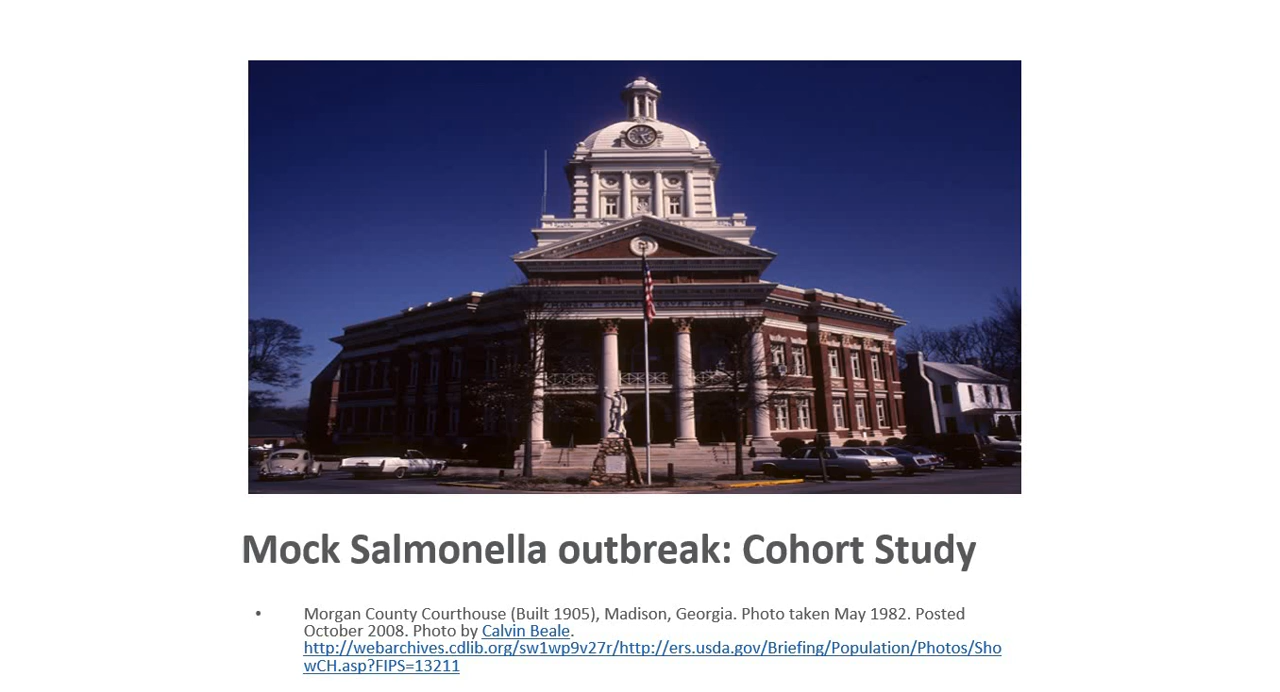 Mock Salmonella outbreak: Cohort Study
• Morgan County Courthouse (Built 1905), Madison, Georgia. Photo taken May 1982. Posted
October 2008. Photo by Calvin Beale.
http://webarchives.cdlib.org/sw1wp9v27r/http://ers.usda.gov/Briefing/Population/Photos/Sho
wCH.asp?FIPS=13211